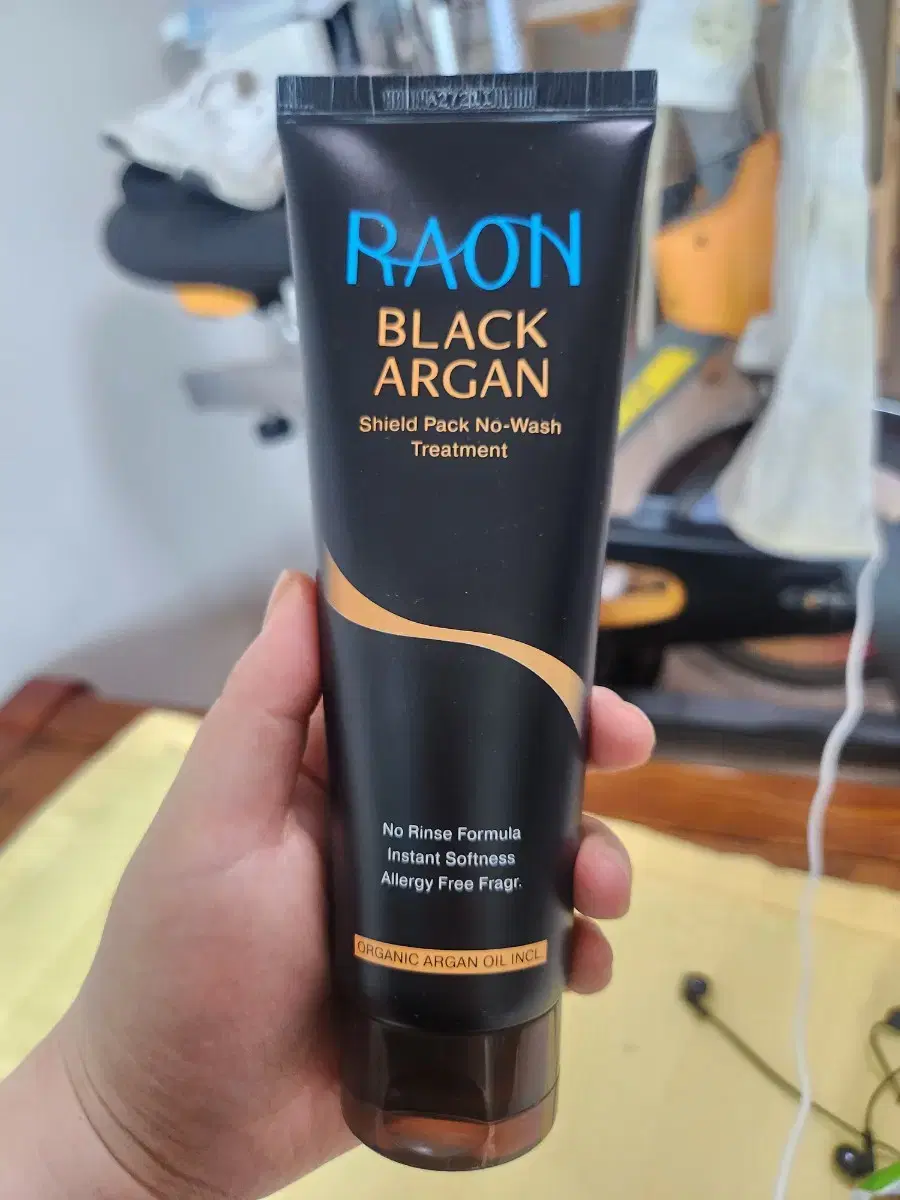 RAON
BLACK
ARGAN
Shield Pack No-Wash
Treatment
No Rinse Formula
Instant Softness
Allergy Free Fragr.
ORGANIC ARGAN OIL INCL.